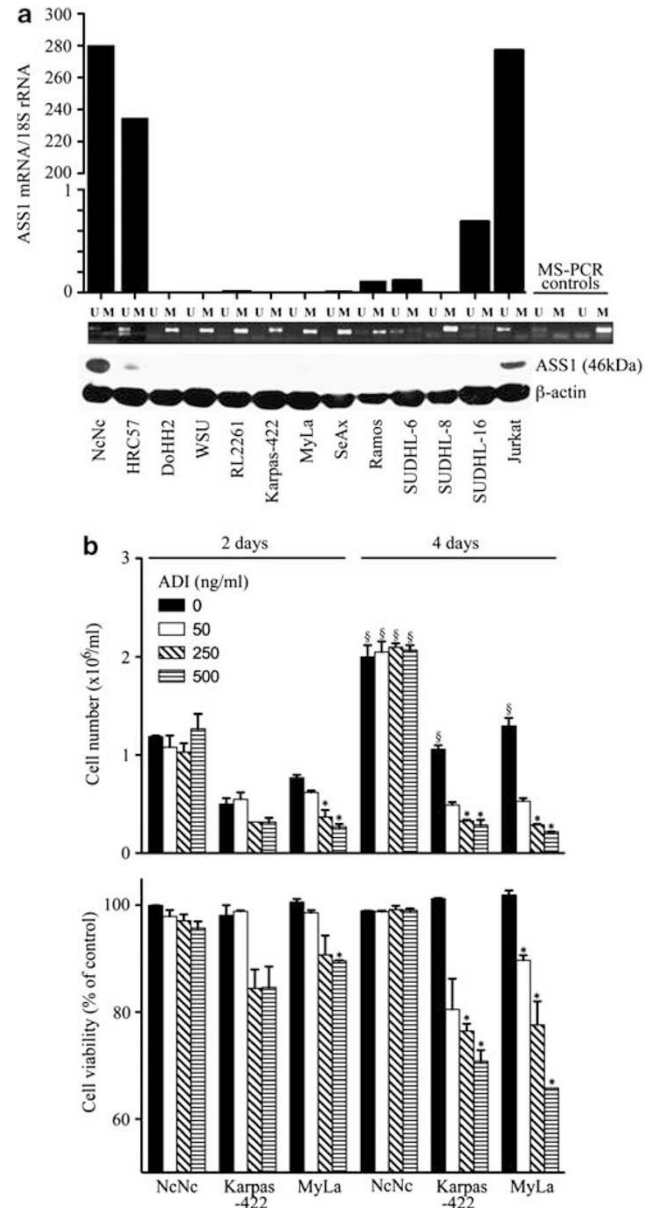 a
ASS1 mRNA/18S rRNA
300
280
260
240
220
200
1
0
MS-PCR
controls
U M U M U M U M U M U M U M U M U M U M U M U M U M U M U M
ASS1 (46kDa)
β-actin
NcNc
HRC57
DoHH2
WSU
RL2261
Karpas-422
MyLa
SeAx
Ramos
SUDHL-6
SUDHL-8
SUDHL-16
Jurkat
b
2 days
4 days
ADI (ng/ml)
0
50
250
500
Cell number (x10⁶/ml)
3
2
1
0
§ § § § § §
* * * * * *
Cell viability (% of control)
100
80
60
* * * * * *
NcNc
Karpas
-422
MyLa
NcNc
Karpas
-422
MyLa